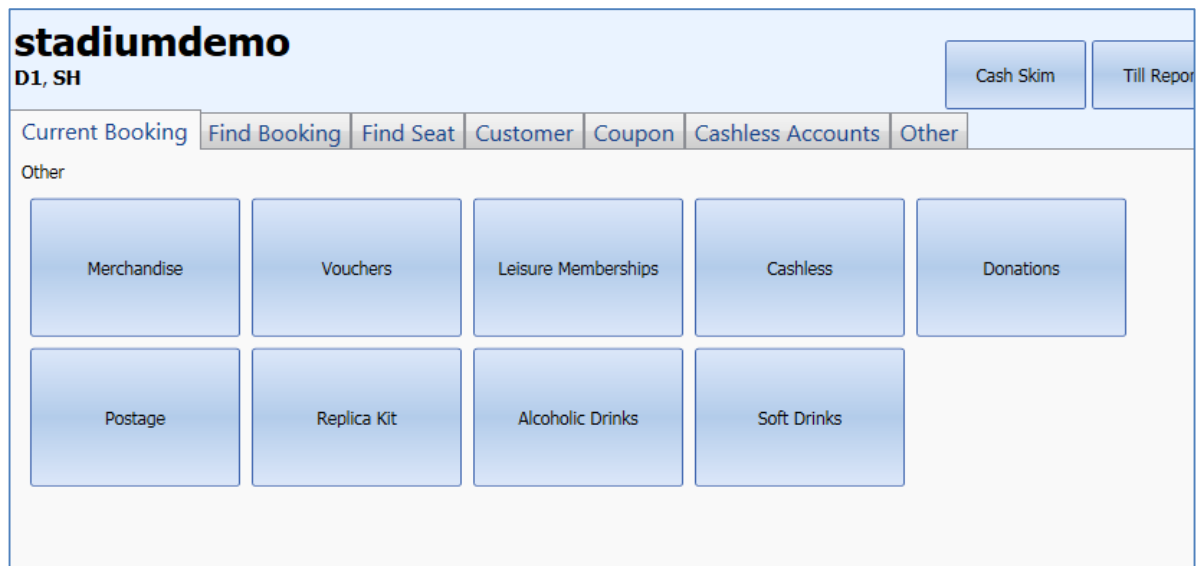 stadiumdemo
D1, SH
Cash Skim Till Repor
Current Booking Find Booking Find Seat Customer Coupon Cashless Accounts Other
Other
Merchandise Vouchers Leisure Memberships Cashless Donations
Postage Replica Kit Alcoholic Drinks Soft Drinks